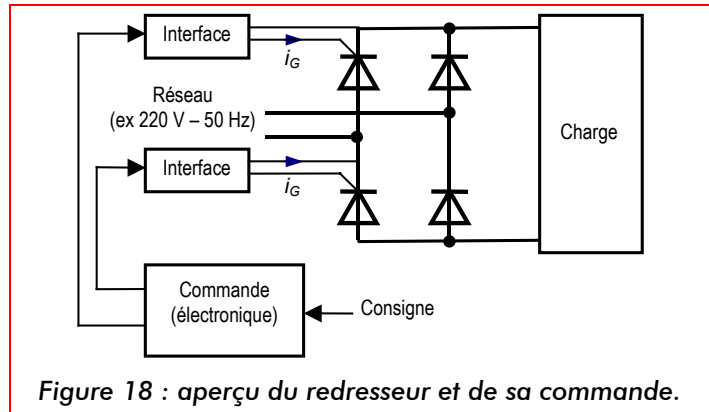 Interface
i_G
Réseau
(ex 220 V – 50 Hz)
Charge
Interface
i_G
Commande
(électronique)
Consigne
Figure 18 : aperçu du redresseur et de sa commande.